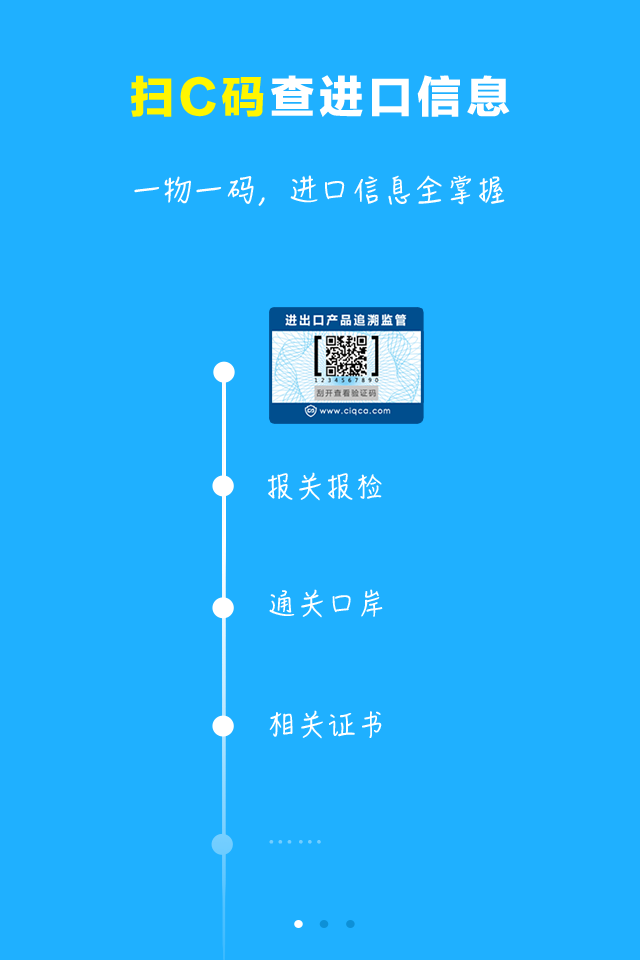 扫C码查进口信息
一物一码，进口信息全掌握
进出口产品追溯监管
1234567890
刮开查看验证码
www.ciqca.com
报关报检
通关口岸
相关证书
……